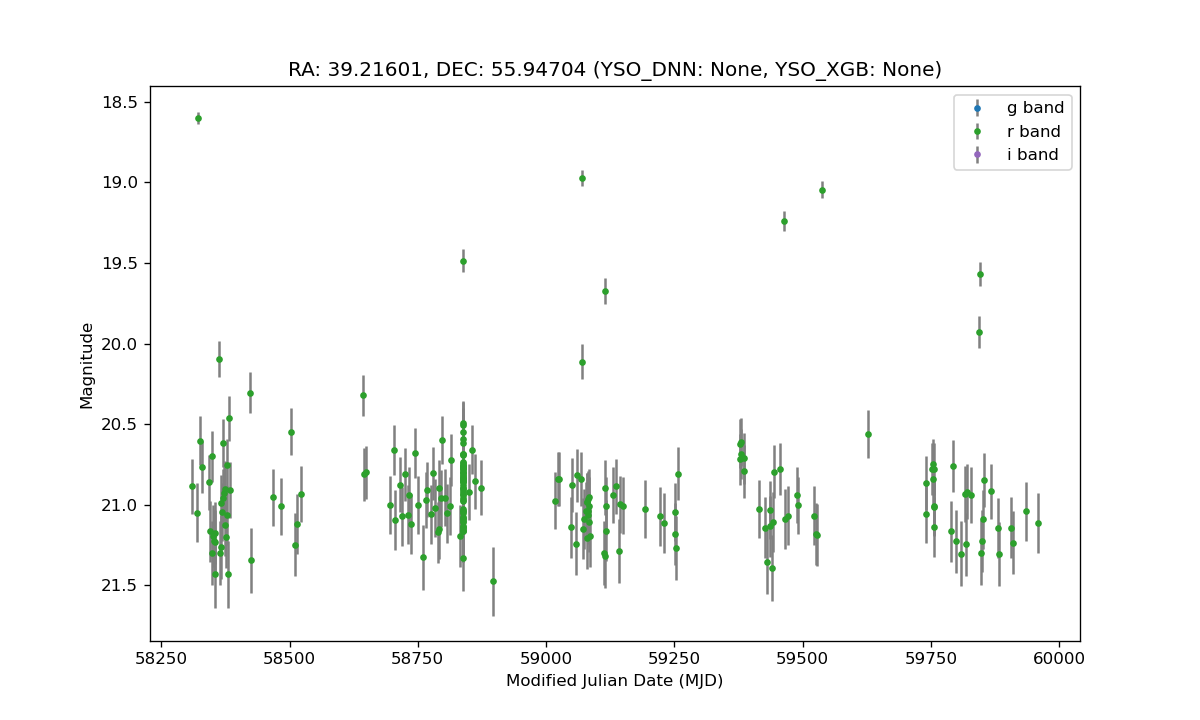 RA: 39.21601, DEC: 55.94704 (YSO_DNN: None, YSO_XGB: None)
g band
r band
i band
18.5
19.0
19.5
20.0
20.5
21.0
21.5
Magnitude
58250 58500 58750 59000 59250 59500 59750 60000
Modified Julian Date (MJD)